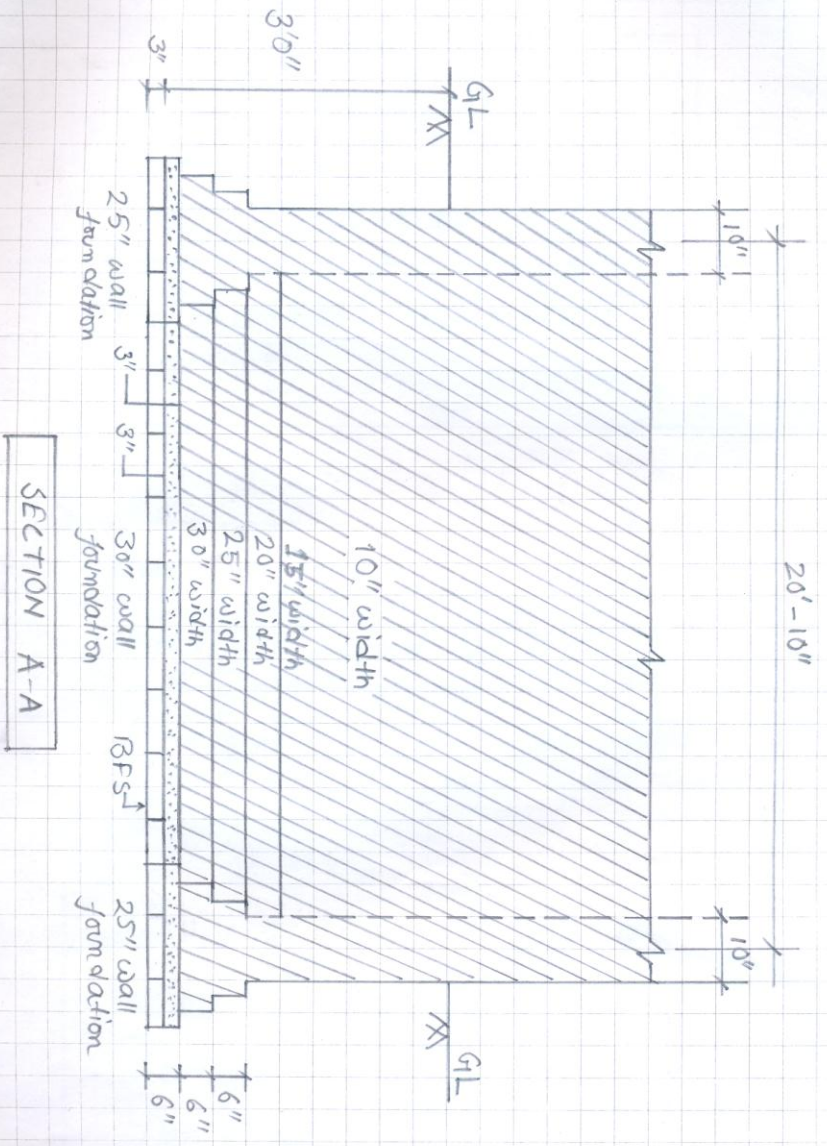 20'-10"
10"
10"
GL
GL
3'0"
10" width
15" width
20" width
25" width
30" width
6"
6"
6"
3"
25" wall
foundation
3"
3"
30" wall
foundation
BFS
25" wall
foundation
SECTION A-A